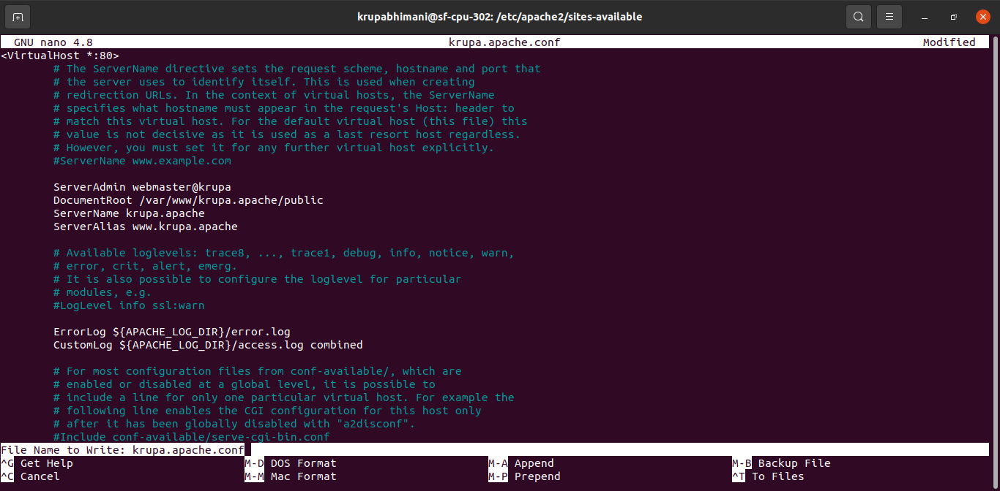 krupabhimani@sf-cpu-302: /etc/apache2/sites-available
GNU nano 4.8 krupa.apache.conf Modified
<VirtualHost *:80>
# The ServerName directive sets the request scheme, hostname and port that
# the server uses to identify itself. This is used when creating
# redirection URLs. In the context of virtual hosts, the ServerName
# specifies what hostname must appear in the request's Host: header to
# match this virtual host. For the default virtual host (this file) this
# value is not decisive as it is used as a last resort host regardless.
# However, you must set it for any further virtual host explicitly.
#ServerName www.example.com
ServerAdmin webmaster@krupa
DocumentRoot /var/www/krupa.apache/public
ServerName krupa.apache
ServerAlias www.krupa.apache
# Available loglevels: trace8, ..., trace1, debug, info, notice, warn,
# error, crit, alert, emerg.
# It is also possible to configure the loglevel for particular
# modules, e.g.
#LogLevel info ssl:warn
ErrorLog ${APACHE_LOG_DIR}/error.log
CustomLog ${APACHE_LOG_DIR}/access.log combined
# For most configuration files from conf-available/, which are
# enabled or disabled at a global level, it is possible to
# include a line for only one particular virtual host. For example the
# following line enables the CGI configuration for this host only
# after it has been globally disabled with "a2disconf".
#Include conf-available/serve-cgi-bin.conf
File Name to Write: krupa.apache.conf
^G Get Help M-D DOS Format M-A Append M-B Backup File
^C Cancel M-M Mac Format M-P Prepend ^T To Files